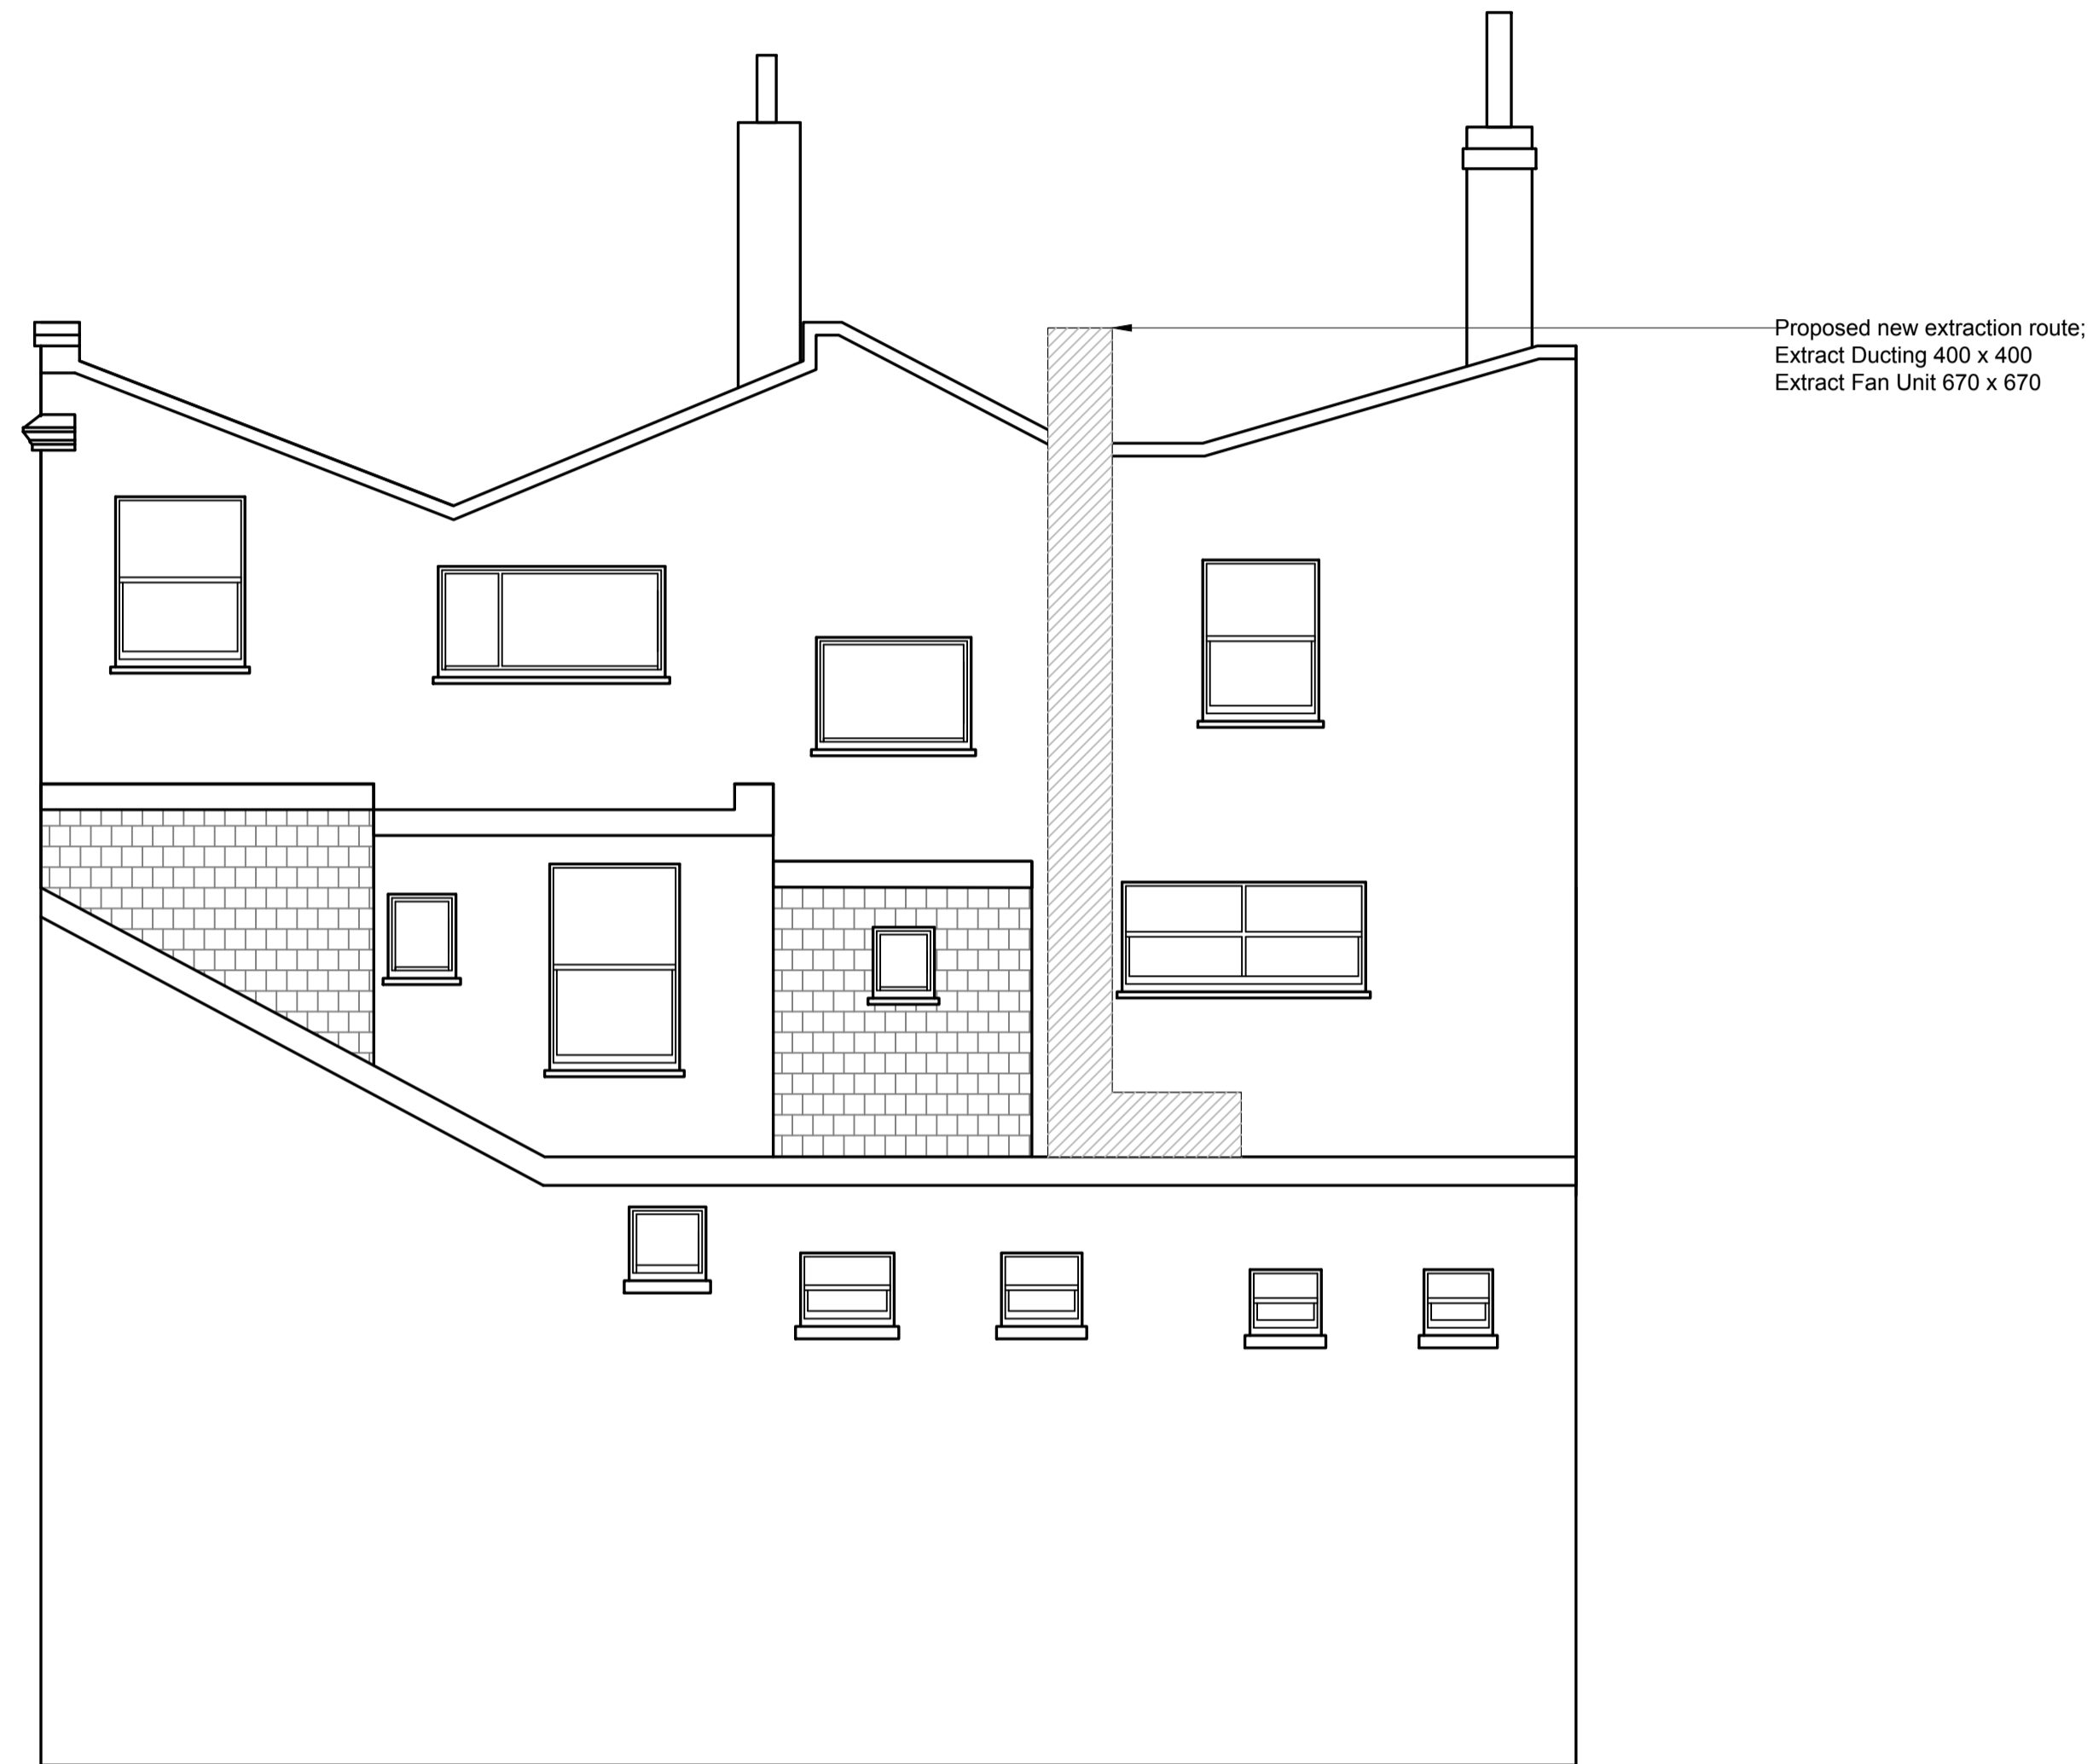 Proposed new extraction route;
Extract Ducting 400 x 400
Extract Fan Unit 670 x 670